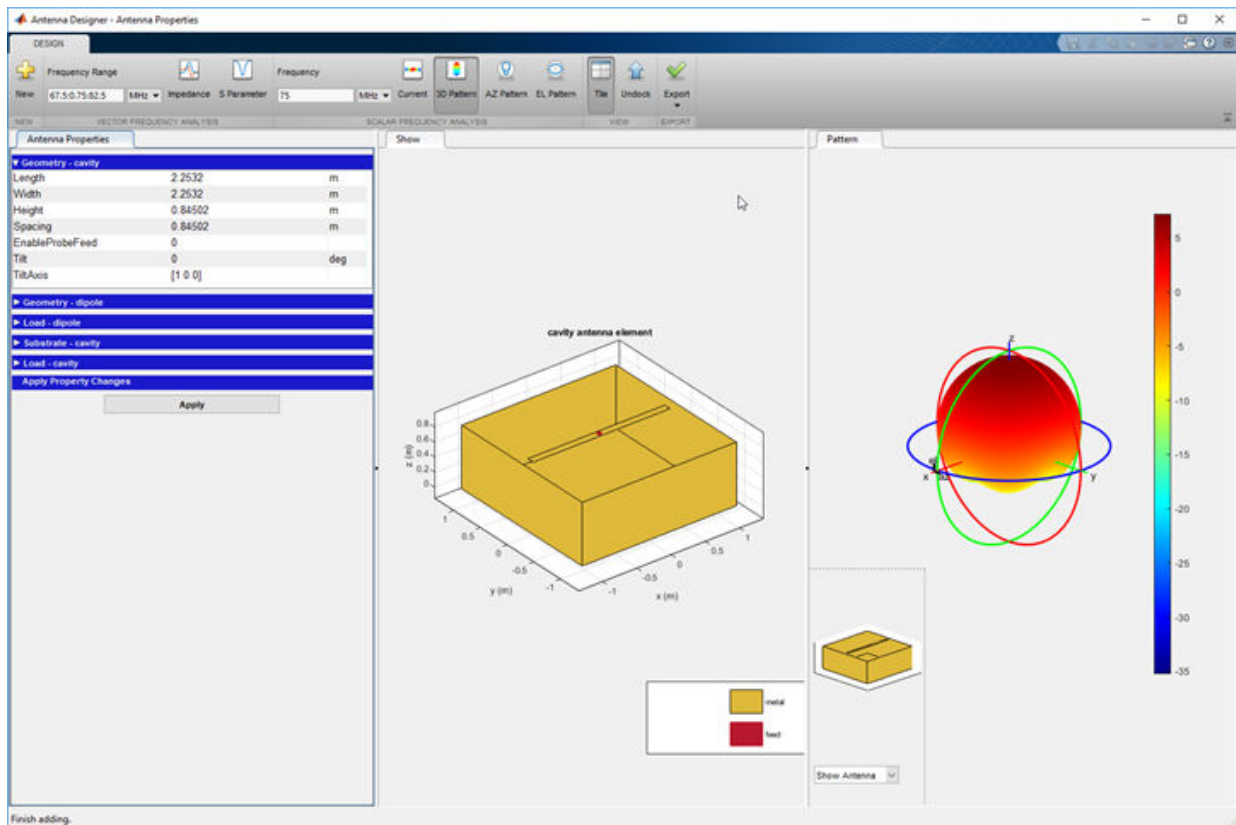 Antenna Designer - Antenna Properties
DESIGN
Frequency Range
Frequency
New
67.5:0.75:82.5
MHz
Impedance
S Parameter
75
MHz
Current
3D Pattern
AZ Pattern
EL Pattern
Tile
Undock
Export
NEW
VECTOR FREQUENCY ANALYSIS
SCALAR FREQUENCY ANALYSIS
VIEW
EXPORT
Antenna Properties
Geometry - cavity
Length 2.2532 m
Width 2.2532 m
Height 0.84502 m
Spacing 0.84502 m
EnableProbeFeed 0
Tilt 0 deg
TiltAxis [1 0 0]
Geometry - dipole
Load - dipole
Substrate - cavity
Load - cavity
Apply Property Changes
Apply
Show
cavity antenna element
0.8
0.6
0.4
0.2
0
z (m)
1
0.5
0
-0.5
-1
y (m)
-1
-0.5
0
0.5
1
x (m)
metal
feed
Pattern
z
x
az
el
y
5
0
-5
-10
-15
-20
-25
-30
-35
Show Antenna
Finish adding.